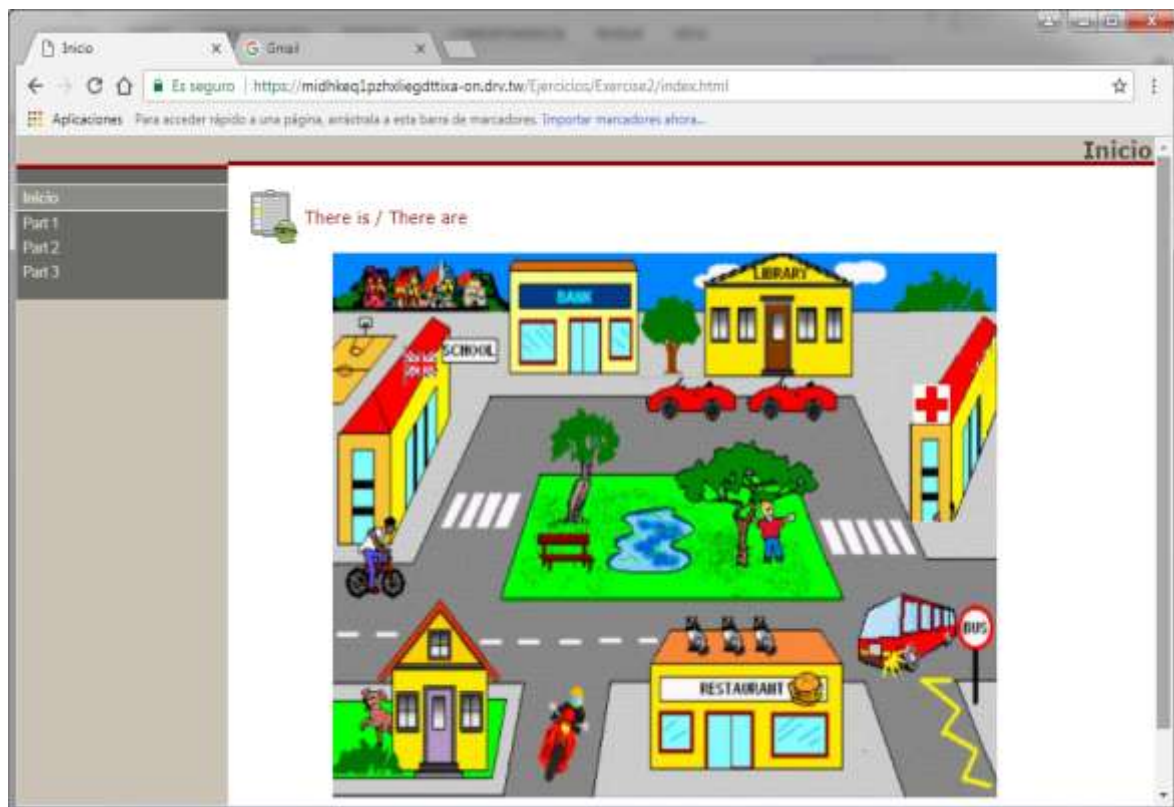 Inicio
Gmail
Es seguro
https://midhkeq1pzhxliegdttixa-on.drv.tw/Ejercicios/Exercise2/index.html
Aplicaciones
Para acceder rápido a una página, arrástrala a esta barra de marcadores. Importar marcadores ahora...
Inicio
Inicio
Part 1
Part 2
Part 3
There is / There are
LIBRARY
BANK
SCHOOL
BUS
RESTAURANT